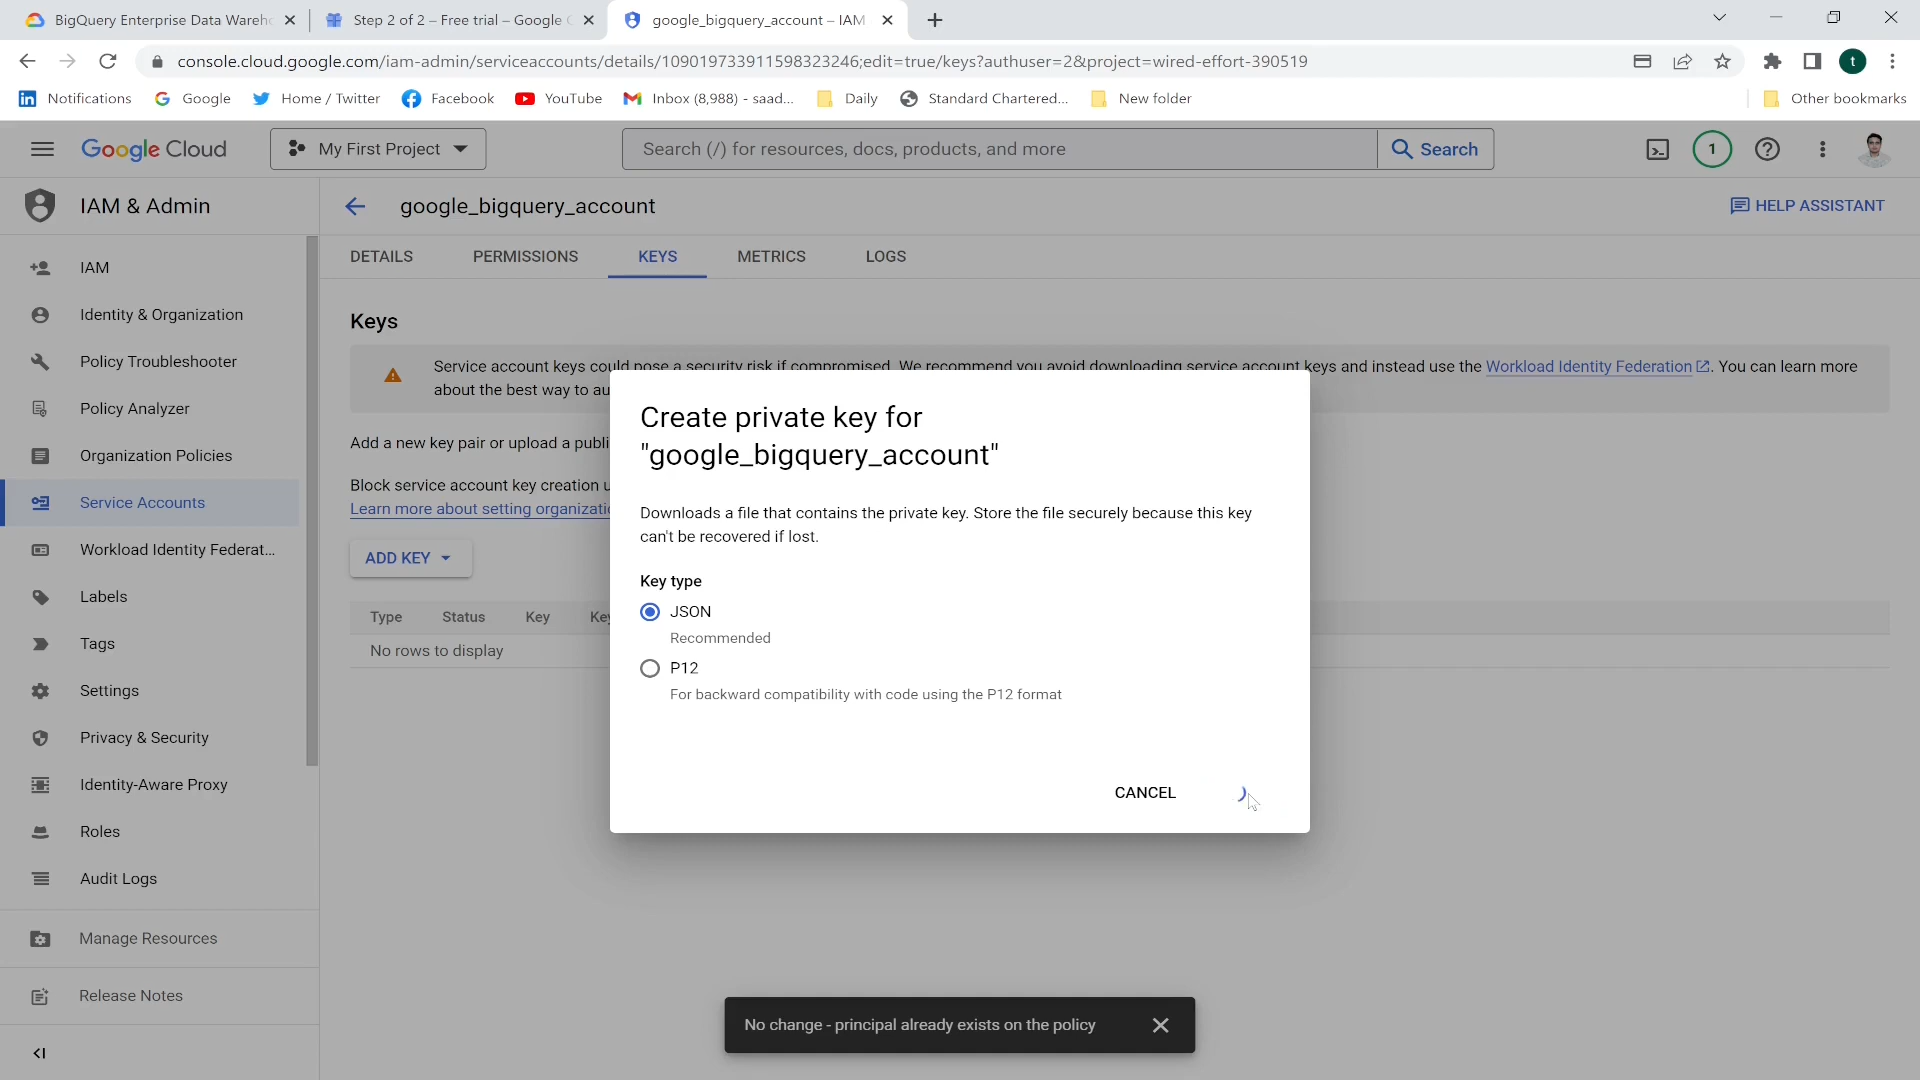 BigQuery Enterprise Data Wareh
Step 2 of 2 – Free trial – Google C
google_bigquery_account – IAM
console.cloud.google.com/iam-admin/serviceaccounts/details/109019733911598323246;edit=true/keys?authuser=2&project=wired-effort-390519
t
Notifications
Google
Home / Twitter
Facebook
YouTube
Inbox (8,988) - saad...
Daily
Standard Chartered...
New folder
Other bookmarks
Google Cloud
My First Project
Search (/) for resources, docs, products, and more
Search
1
IAM & Admin
google_bigquery_account
HELP ASSISTANT
IAM
Identity & Organization
Policy Troubleshooter
Policy Analyzer
Organization Policies
Service Accounts
Workload Identity Federat...
Labels
Tags
Settings
Privacy & Security
Identity-Aware Proxy
Roles
Audit Logs
Manage Resources
Release Notes
DETAILS
PERMISSIONS
KEYS
METRICS
LOGS
Keys
Service account keys could pose a security risk if compromised. We recommend you avoid downloading service account keys and instead use the Workload Identity Federation. You can learn more
about the best way to au
Add a new key pair or upload a publi
Block service account key creation u
Learn more about setting organizatio
ADD KEY
Type Status Key Key
No rows to display
Create private key for
"google_bigquery_account"
Downloads a file that contains the private key. Store the file securely because this key
can't be recovered if lost.
Key type
JSON
Recommended
P12
For backward compatibility with code using the P12 format
CANCEL
No change - principal already exists on the policy